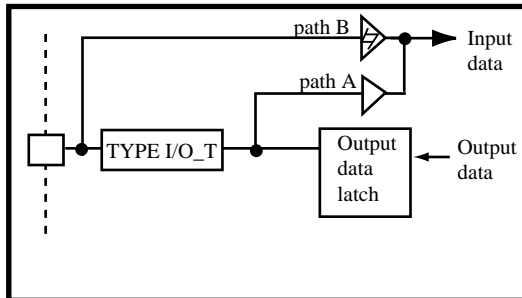 path B
Input
data
path A
TYPE I/O_T
Output
data
latch
Output
data